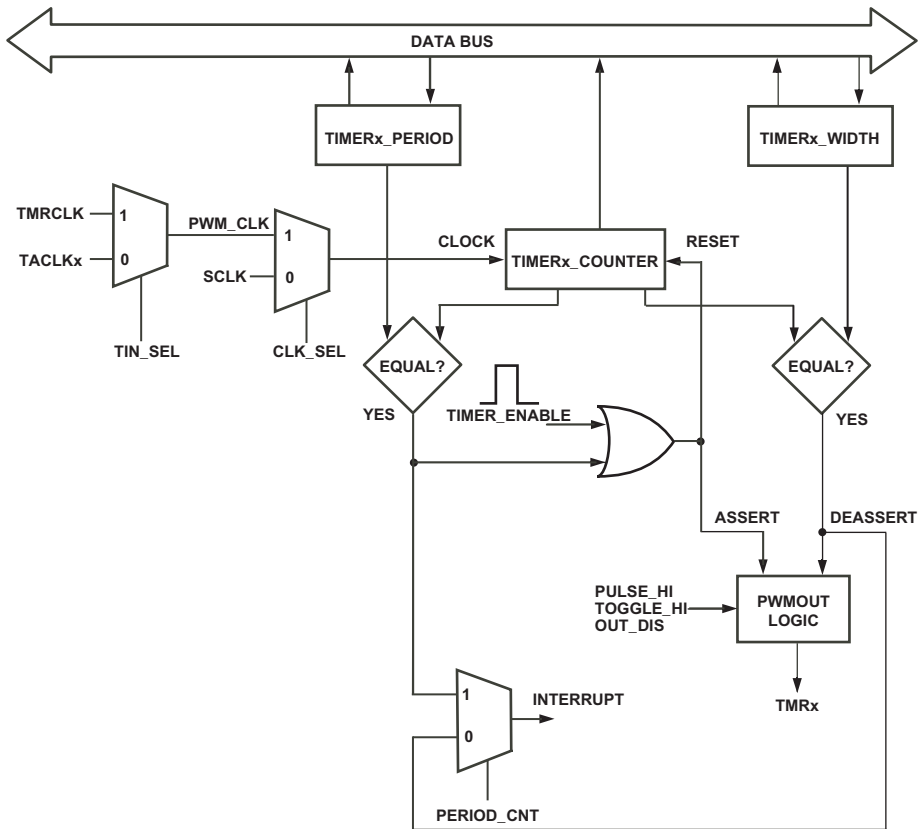 DATA BUS
TIMERx_PERIOD
TIMERx_WIDTH
TMRCLK
1
PWM_CLK
TACLKx
0
1
SCLK
0
CLOCK
TIMERx_COUNTER
RESET
TIN_SEL
CLK_SEL
EQUAL?
EQUAL?
YES
TIMER_ENABLE
YES
ASSERT
DEASSERT
PULSE_HI
TOGGLE_HI
OUT_DIS
PWMOUT
LOGIC
TMRx
1
INTERRUPT
0
PERIOD_CNT